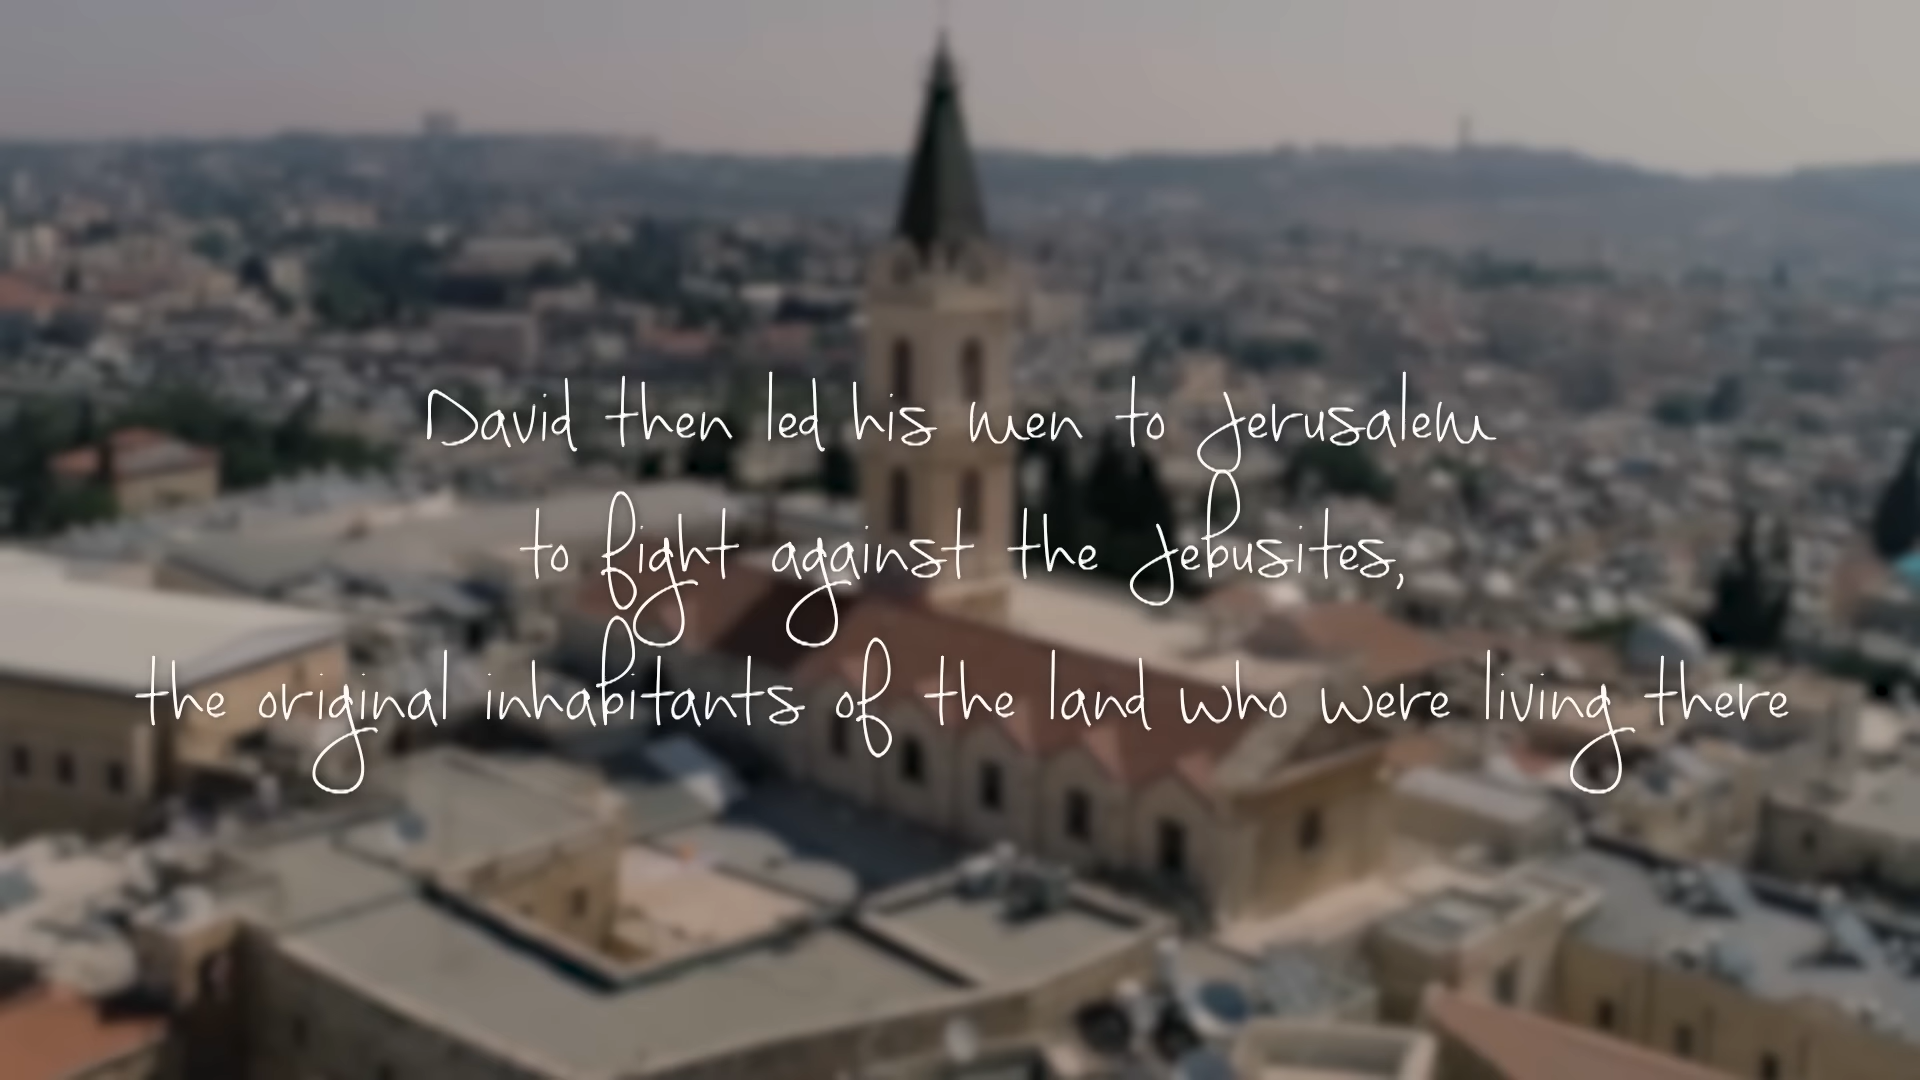 David then led his men to Jerusalem
to fight against the Jebusites,
the original inhabitants of the land who were living there